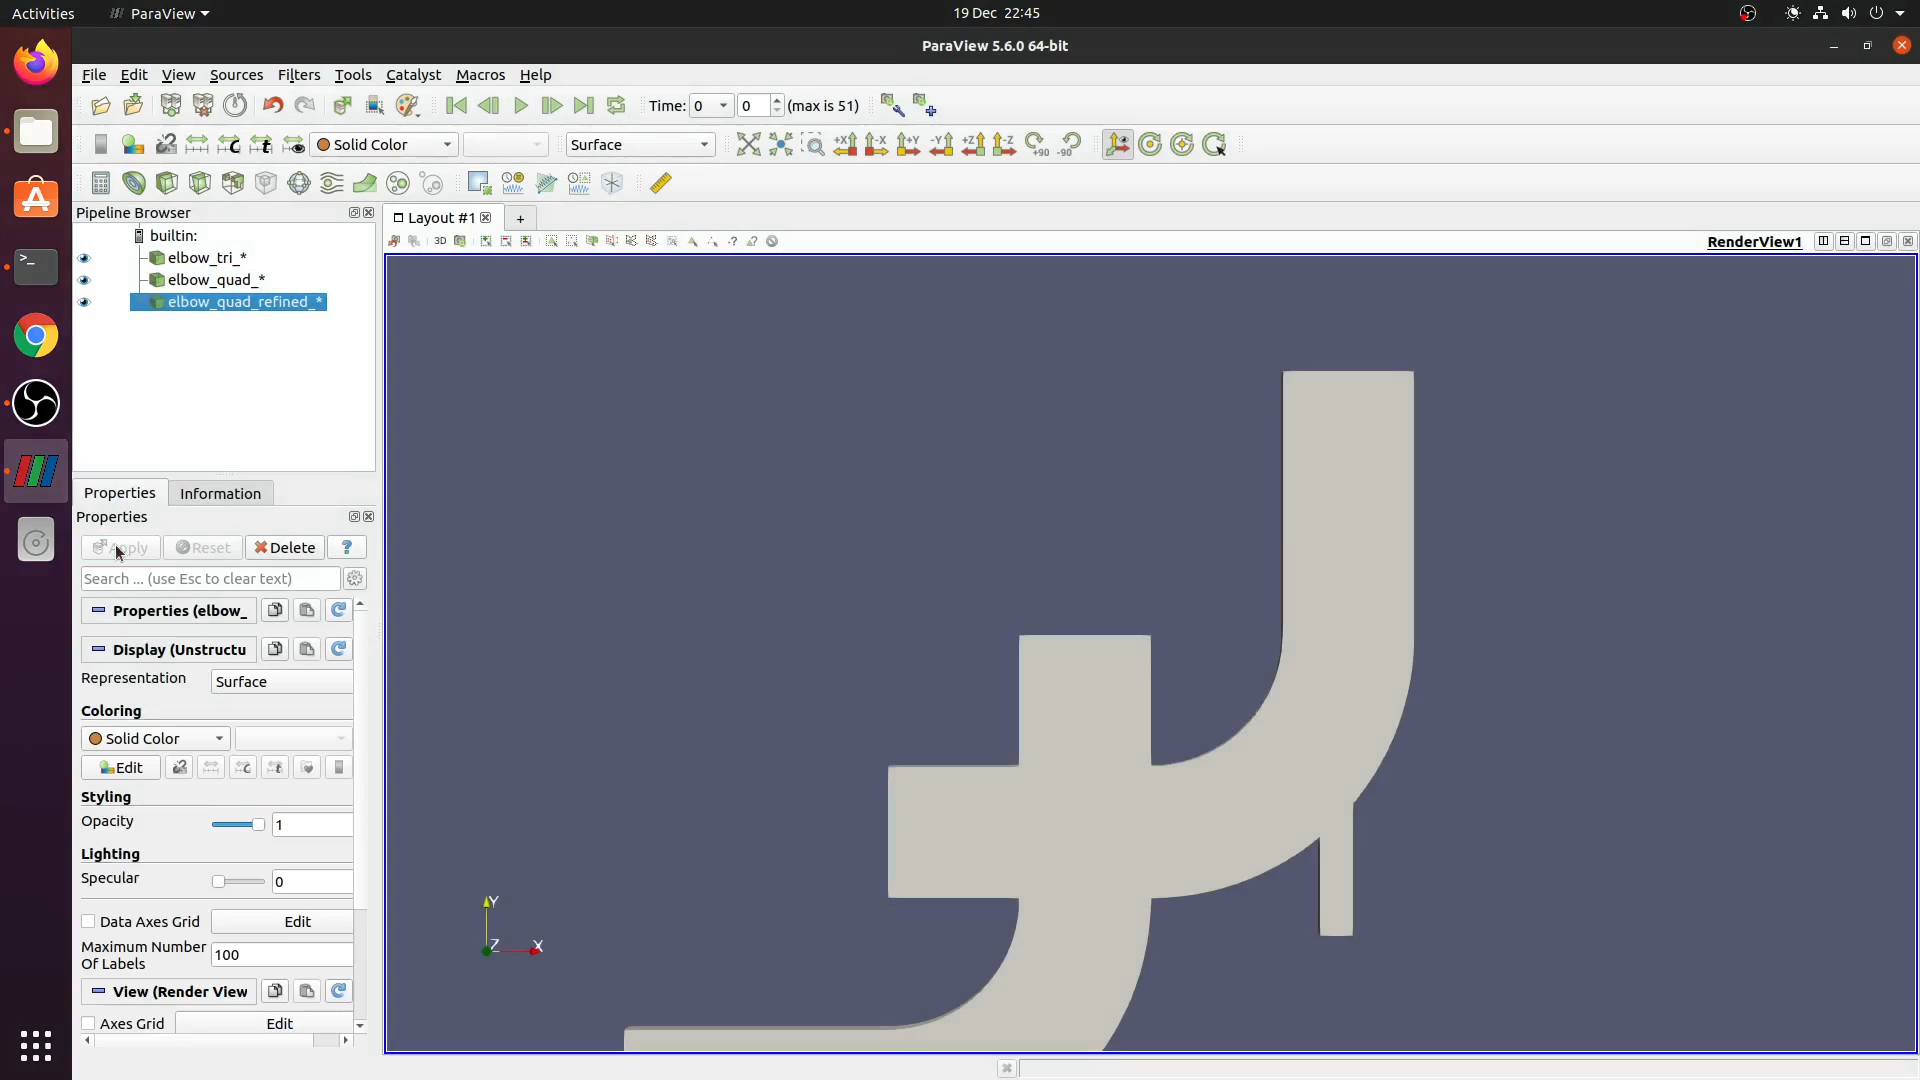 Activities ParaView 19 Dec 22:45
ParaView 5.6.0 64-bit
File Edit View Sources Filters Tools Catalyst Macros Help
Time: 0 0 (max is 51)
Solid Color Surface +X -X +Y -Y +Z -Z +90 -90
Pipeline Browser
Layout #1 +
3D RenderView1
builtin:
elbow_tri_*
elbow_quad_*
elbow_quad_refined_*
Properties Information
Properties
Apply Reset Delete ?
Search ... (use Esc to clear text)
Properties (elbow_
Display (Unstructu
Representation Surface
Coloring
Solid Color
Edit
Styling
Opacity 1
Lighting
Specular 0
Data Axes Grid Edit
Maximum Number
Of Labels 100
View (Render View
Axes Grid Edit
Y
Z X